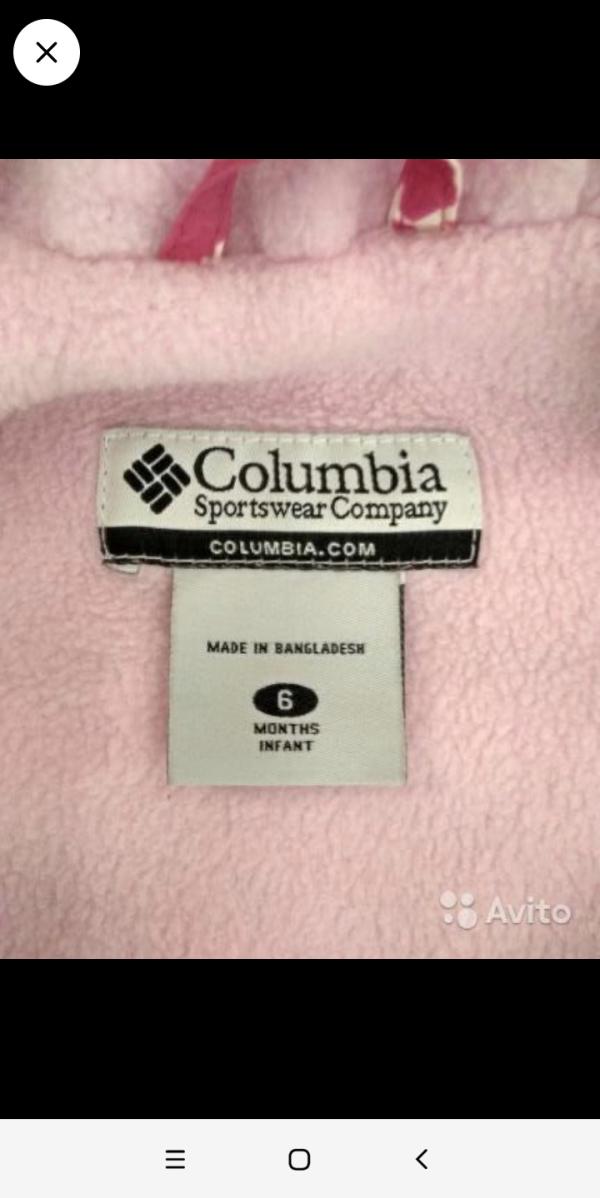 Columbia
Sportswear Company
COLUMBIA.COM
MADE IN BANGLADESH
6
MONTHS
INFANT
Avito